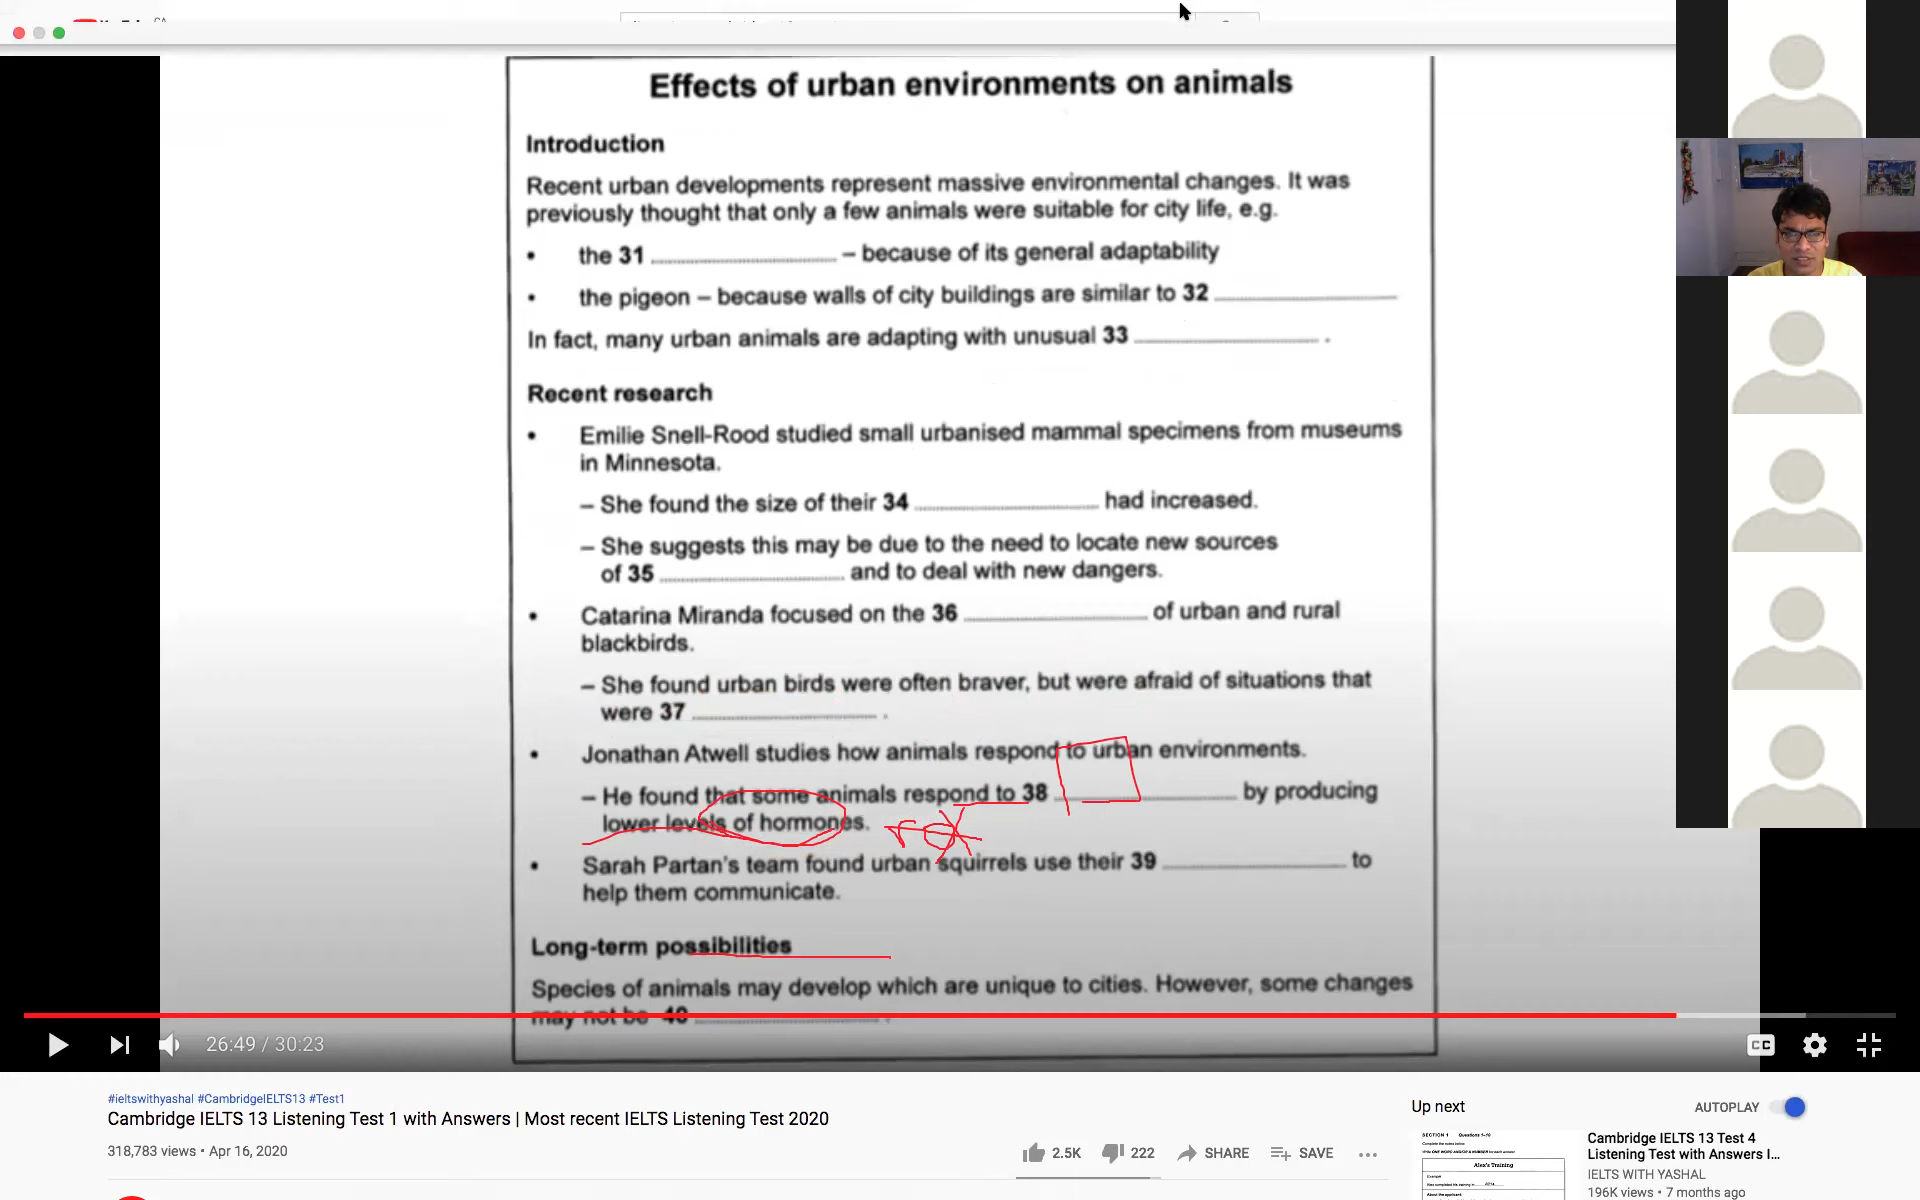 Effects of urban environments on animals
Introduction
Recent urban developments represent massive environmental changes. It was
previously thought that only a few animals were suitable for city life, e.g.
• the 31 .................... – because of its general adaptability
• the pigeon – because walls of city buildings are similar to 32 ....................
In fact, many urban animals are adapting with unusual 33 .................... .
Recent research
• Emilie Snell-Rood studied small urbanised mammal specimens from museums
in Minnesota.
– She found the size of their 34 .................... had increased.
– She suggests this may be due to the need to locate new sources
of 35 .................... and to deal with new dangers.
• Catarina Miranda focused on the 36 .................... of urban and rural
blackbirds.
– She found urban birds were often braver, but were afraid of situations that
were 37 .................... .
• Jonathan Atwell studies how animals respond to urban environments.
– He found that some animals respond to 38 .................... by producing
lower levels of hormones.
• Sarah Partan's team found urban squirrels use their 39 .................... to
help them communicate.
Long-term possibilities
Species of animals may develop which are unique to cities. However, some changes
may not be 40 .................... .
26:49 / 30:23
CC
#ieltswithyashal #CambridgeIELTS13 #Test1
Cambridge IELTS 13 Listening Test 1 with Answers | Most recent IELTS Listening Test 2020
318,783 views • Apr 16, 2020
2.5K
222
SHARE
SAVE
Up next
AUTOPLAY
SECTION 1 Questions 1–10
Alex's Training
Cambridge IELTS 13 Test 4
Listening Test with Answers I...
IELTS WITH YASHAL
196K views • 7 months ago